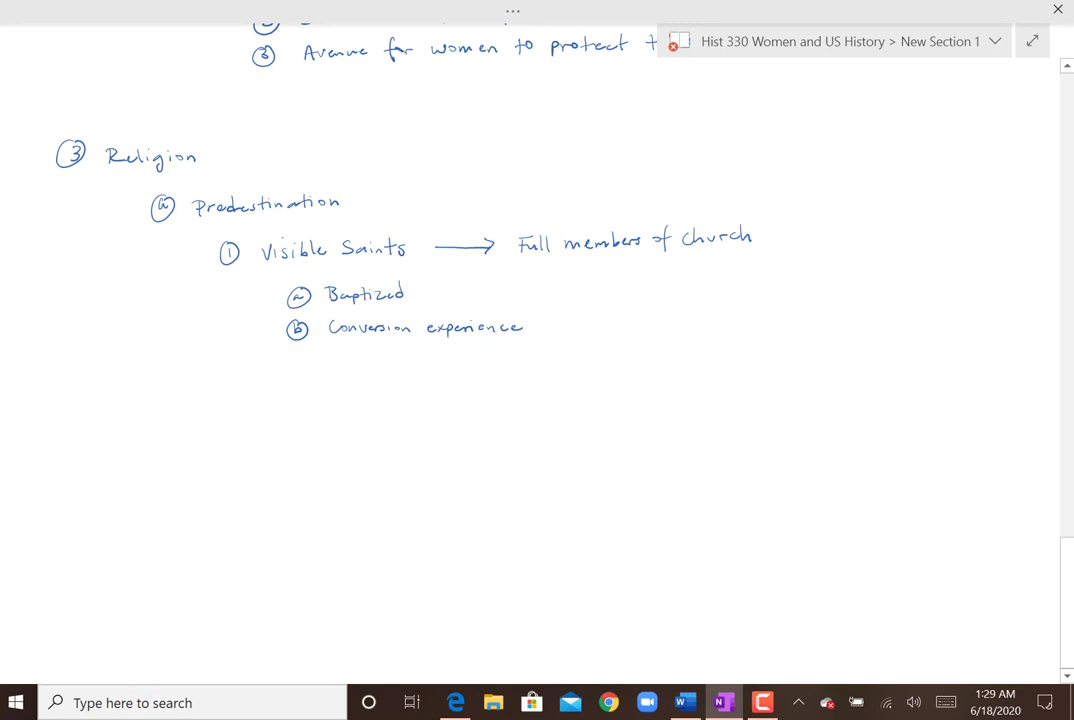 ...
Hist 330 Women and US History > New Section 1
③ Avenue for women to protect t
③ Religion
ⓐ Predestination
① Visible Saints → Full members of church
ⓐ Baptized
ⓑ Conversion experience
Type here to search
1:29 AM
6/18/2020